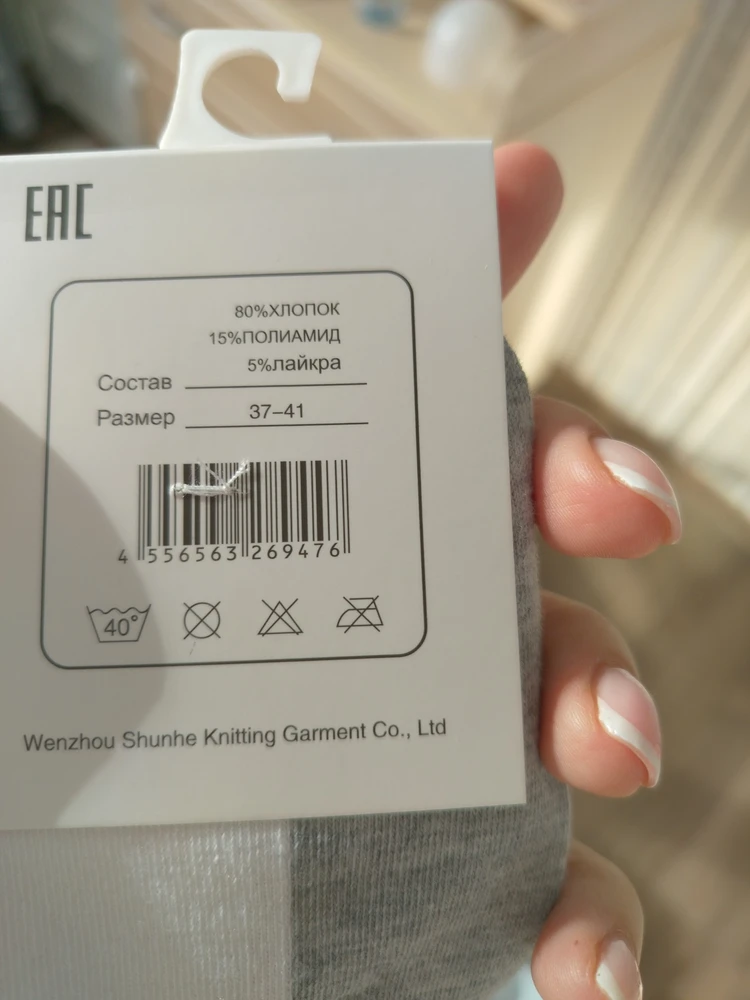 EAC
80%ХЛОПОК
15%ПОЛИАМИД
5%лайкра
Состав
Размер 37–41
4 556563 269476
40°
Wenzhou Shunhe Knitting Garment Co., Ltd